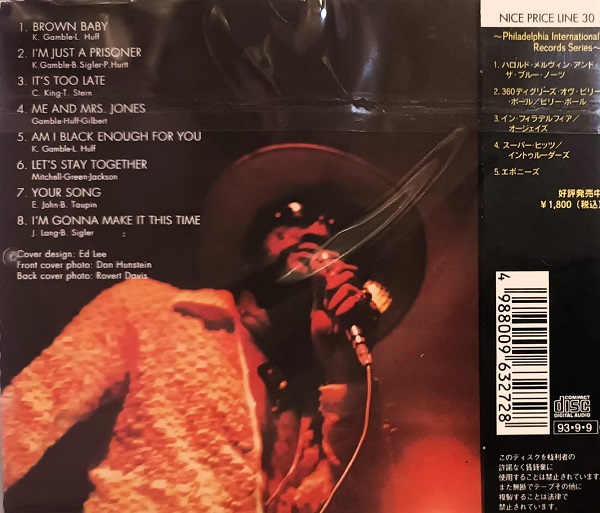 1. BROWN BABY
K. Gamble-L. Huff
2. I'M JUST A PRISONER
K.Gamble-B.Sigler-P.Hurtt
3. IT'S TOO LATE
C. King-T. Stern
4. ME AND MRS. JONES
Gamble-Huff-Gilbert
5. AM I BLACK ENOUGH FOR YOU
K. Gamble-L. Huff
6. LET'S STAY TOGETHER
Mitchell-Green-Jackson
7. YOUR SONG
E. John-B. Taupin
8. I'M GONNA MAKE IT THIS TIME
J. Lang-B. Sigler
Cover design: Ed Lee
Front cover photo: Don Hunstein
Back cover photo: Rovert Davis
NICE PRICE LINE 30
~Philadelphia International
Records Series~
1. ハロルド・メルヴィン・アンド・
ザ・ブルー・ノーツ
2. 360ディグリーズ・オヴ・ビリー・
ポール/ビリー・ポール
3. イン・フィラデルフィア/
オージェイズ
4. スーパー・ヒッツ/
イントゥルーダーズ
5. エボニーズ
好評発売中
¥1,800(税込)
4 988009 632728
COMPACT
disc
DIGITAL AUDIO
93・9・9
このディスクを権利者の
許諾なく賃貸業に
使用することは禁止されています
また無断でテープその他に
複製することは法律で
禁止されています。